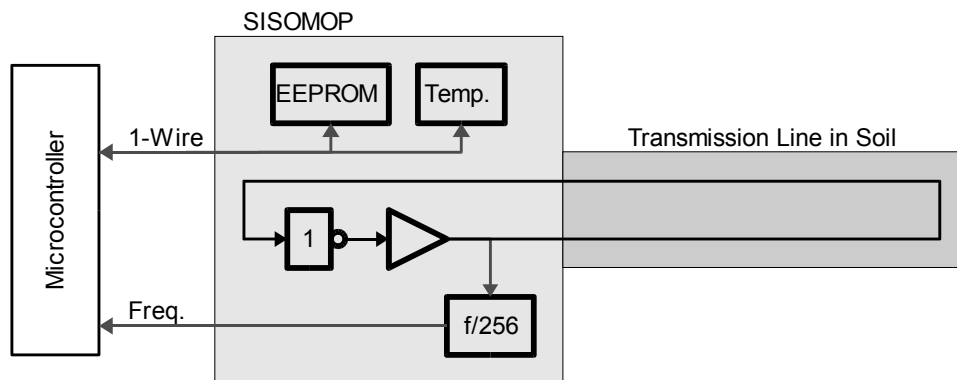 SISOMOP
EEPROM
Temp.
1-Wire
Transmission Line in Soil
Microcontroller
1
Freq.
f/256